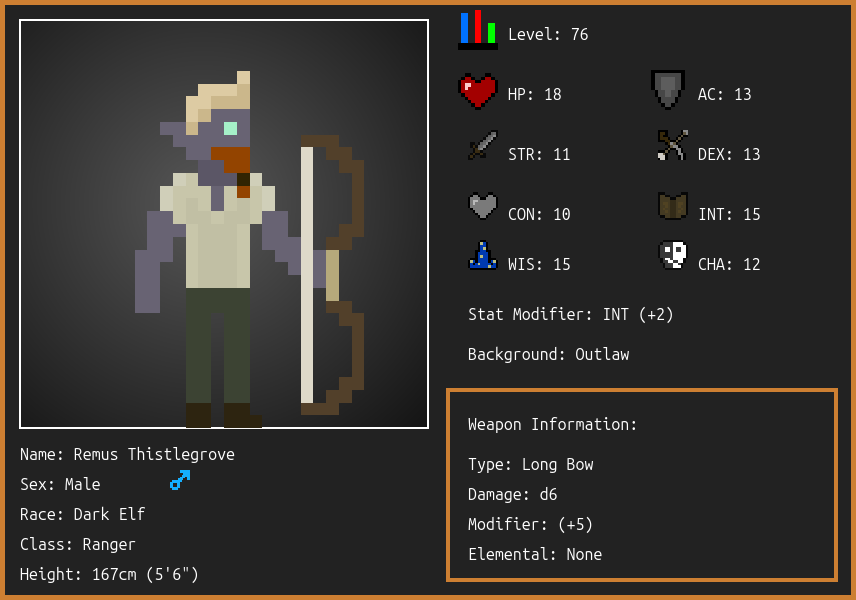 Level: 76
HP: 18
AC: 13
STR: 11
DEX: 13
CON: 10
INT: 15
WIS: 15
CHA: 12
Stat Modifier: INT (+2)
Background: Outlaw
Weapon Information:
Type: Long Bow
Damage: d6
Modifier: (+5)
Elemental: None
Name: Remus Thistlegrove
Sex: Male
Race: Dark Elf
Class: Ranger
Height: 167cm (5'6")